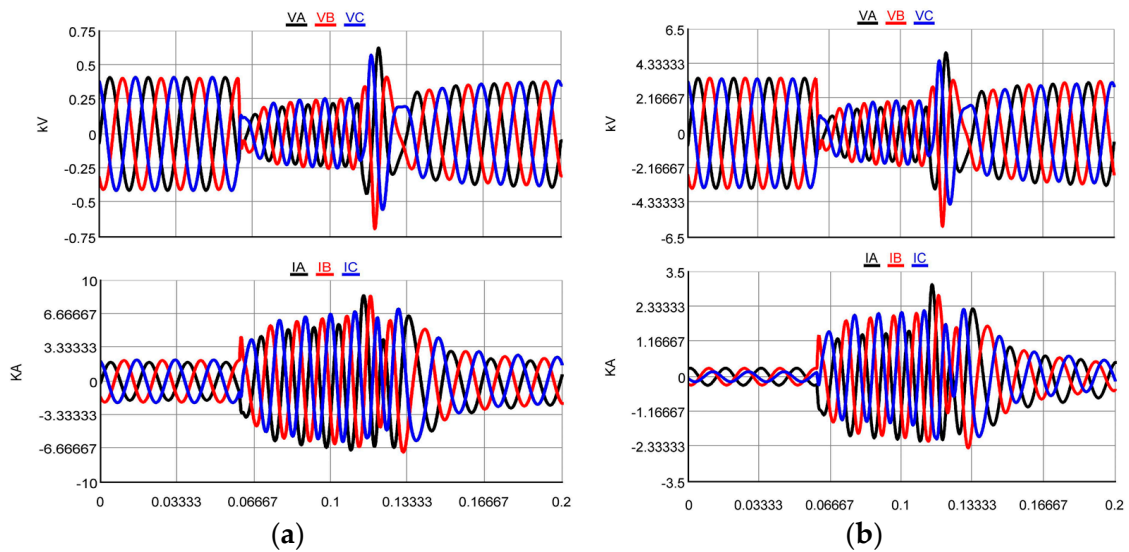 VA VB VC
0.75
0.5
0.25
0
-0.25
-0.5
-0.75
kV
IA IB IC
10
6.66667
3.33333
0
-3.33333
-6.66667
-10
KA
0 0.03333 0.06667 0.1 0.13333 0.16667 0.2
(a)
VA VB VC
6.5
4.33333
2.16667
0
-2.16667
-4.33333
-6.5
kV
IA IB IC
3.5
2.33333
1.16667
0
-1.16667
-2.33333
-3.5
KA
0 0.03333 0.06667 0.1 0.13333 0.16667 0.2
(b)